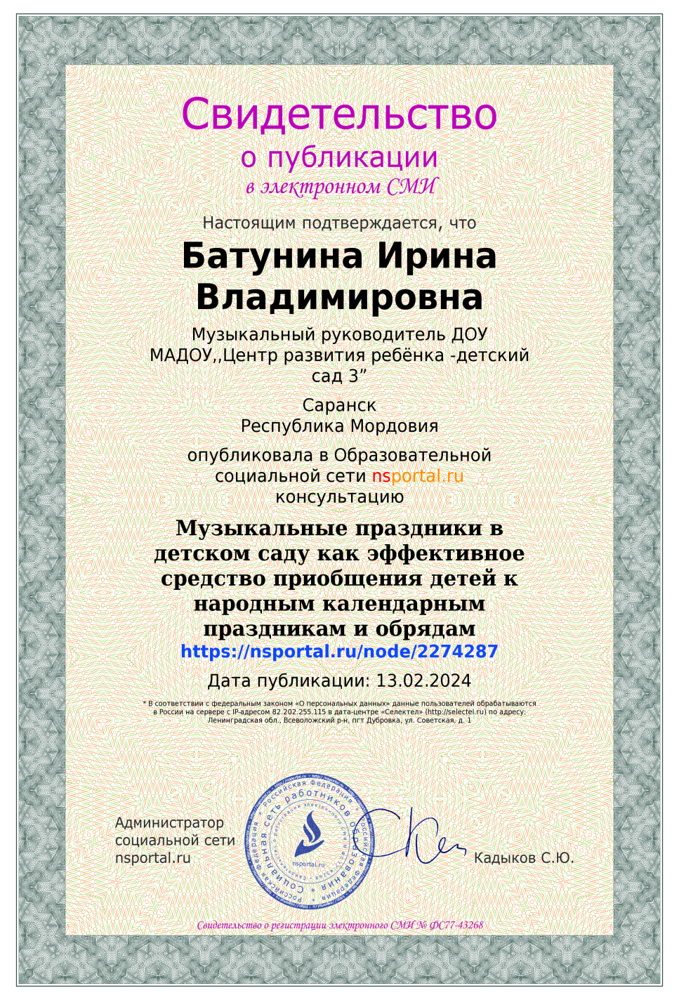 Свидетельство
о публикации
в электронном СМИ
Настоящим подтверждается, что
Батунина Ирина
Владимировна
Музыкальный руководитель ДОУ
МАДОУ,,Центр развития ребёнка -детский
сад 3”
Саранск
Республика Мордовия
опубликовала в Образовательной
социальной сети nsportal.ru
консультацию
Музыкальные праздники в
детском саду как эффективное
средство приобщения детей к
народным календарным
праздникам и обрядам
https://nsportal.ru/node/2274287
Дата публикации: 13.02.2024
* В соответствии с федеральным законом «О персональных данных» данные пользователей обрабатываются
в России на сервере с IP-адресом 82.202.255.115 в дата-центре «Селектел» (http://selectel.ru) по адресу:
Ленинградская обл., Всеволожский р-н, пгт Дубровка, ул. Советская, д. 1
Администратор
социальной сети
nsportal.ru
Российская Федерация * Российская Федерация * Российская Федерация *
Социальная сеть работников образования *
nsportal.ru
Кадыков С.Ю.
Свидетельство о регистрации электронного СМИ № ФС77-43268